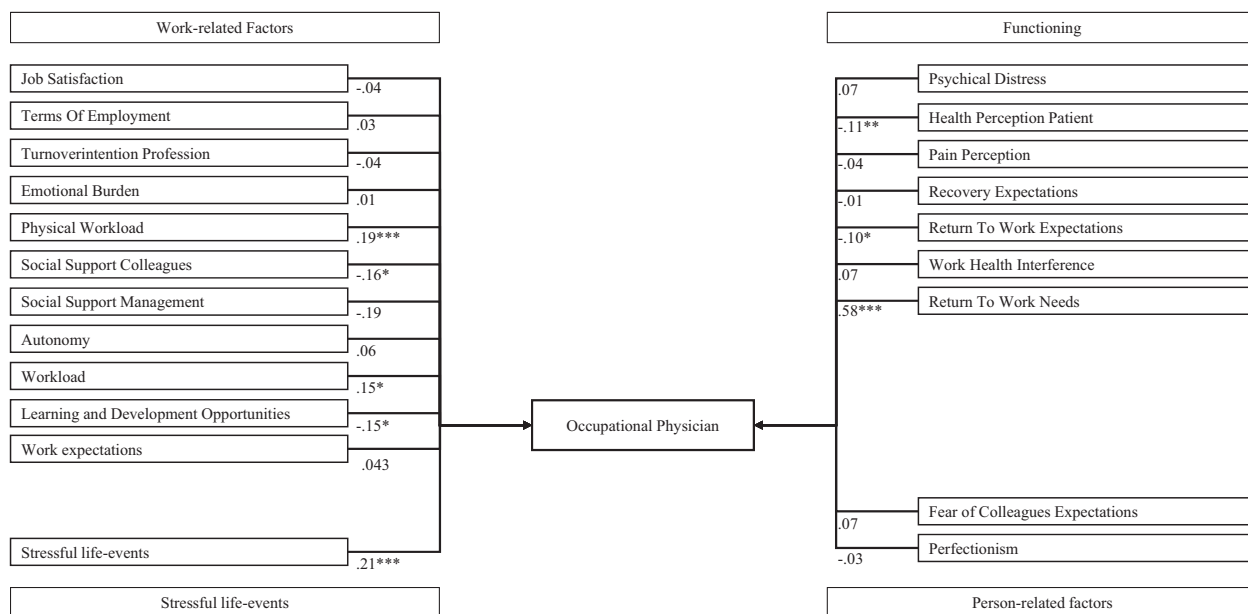 Work-related Factors
Job Satisfaction
-.04
Terms Of Employment
.03
Turnoverintention Profession
-.04
Emotional Burden
.01
Physical Workload
.19***
Social Support Colleagues
-.16*
Social Support Management
-.19
Autonomy
.06
Workload
.15*
Learning and Development Opportunities
-.15*
Work expectations
.043
Stressful life-events
.21***
Stressful life-events
Occupational Physician
Functioning
Psychical Distress
.07
Health Perception Patient
-.11**
Pain Perception
-.04
Recovery Expectations
-.01
Return To Work Expectations
-.10*
Work Health Interference
.07
Return To Work Needs
.58***
Fear of Colleagues Expectations
.07
Perfectionism
-.03
Person-related factors